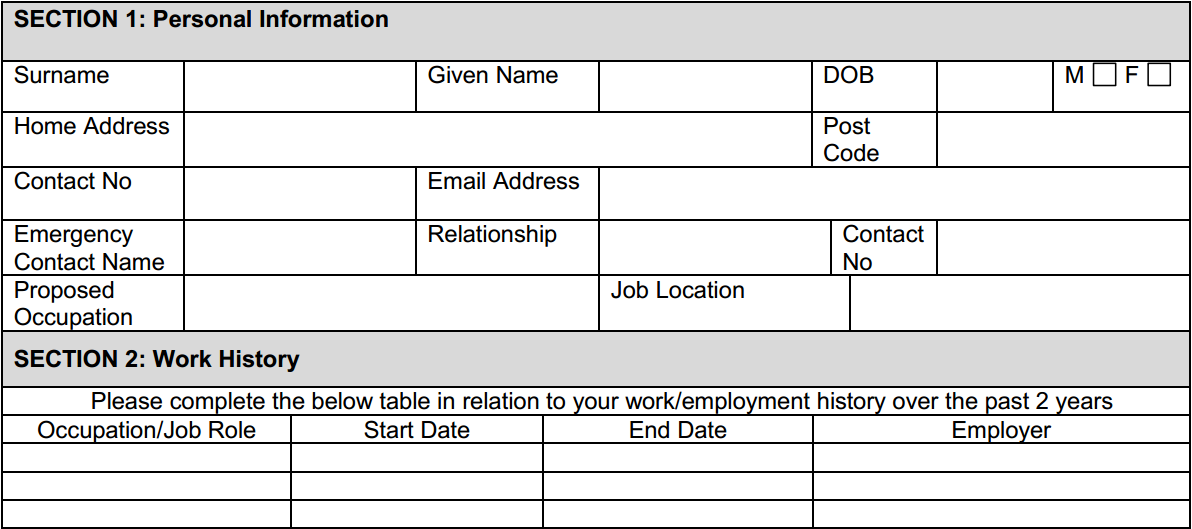 SECTION 1: Personal Information
Surname Given Name DOB M F
Home Address Post
Code
Contact No Email Address
Emergency Relationship Contact
Contact Name No
Proposed Job Location
Occupation
SECTION 2: Work History
Please complete the below table in relation to your work/employment history over the past 2 years
Occupation/Job Role Start Date End Date Employer